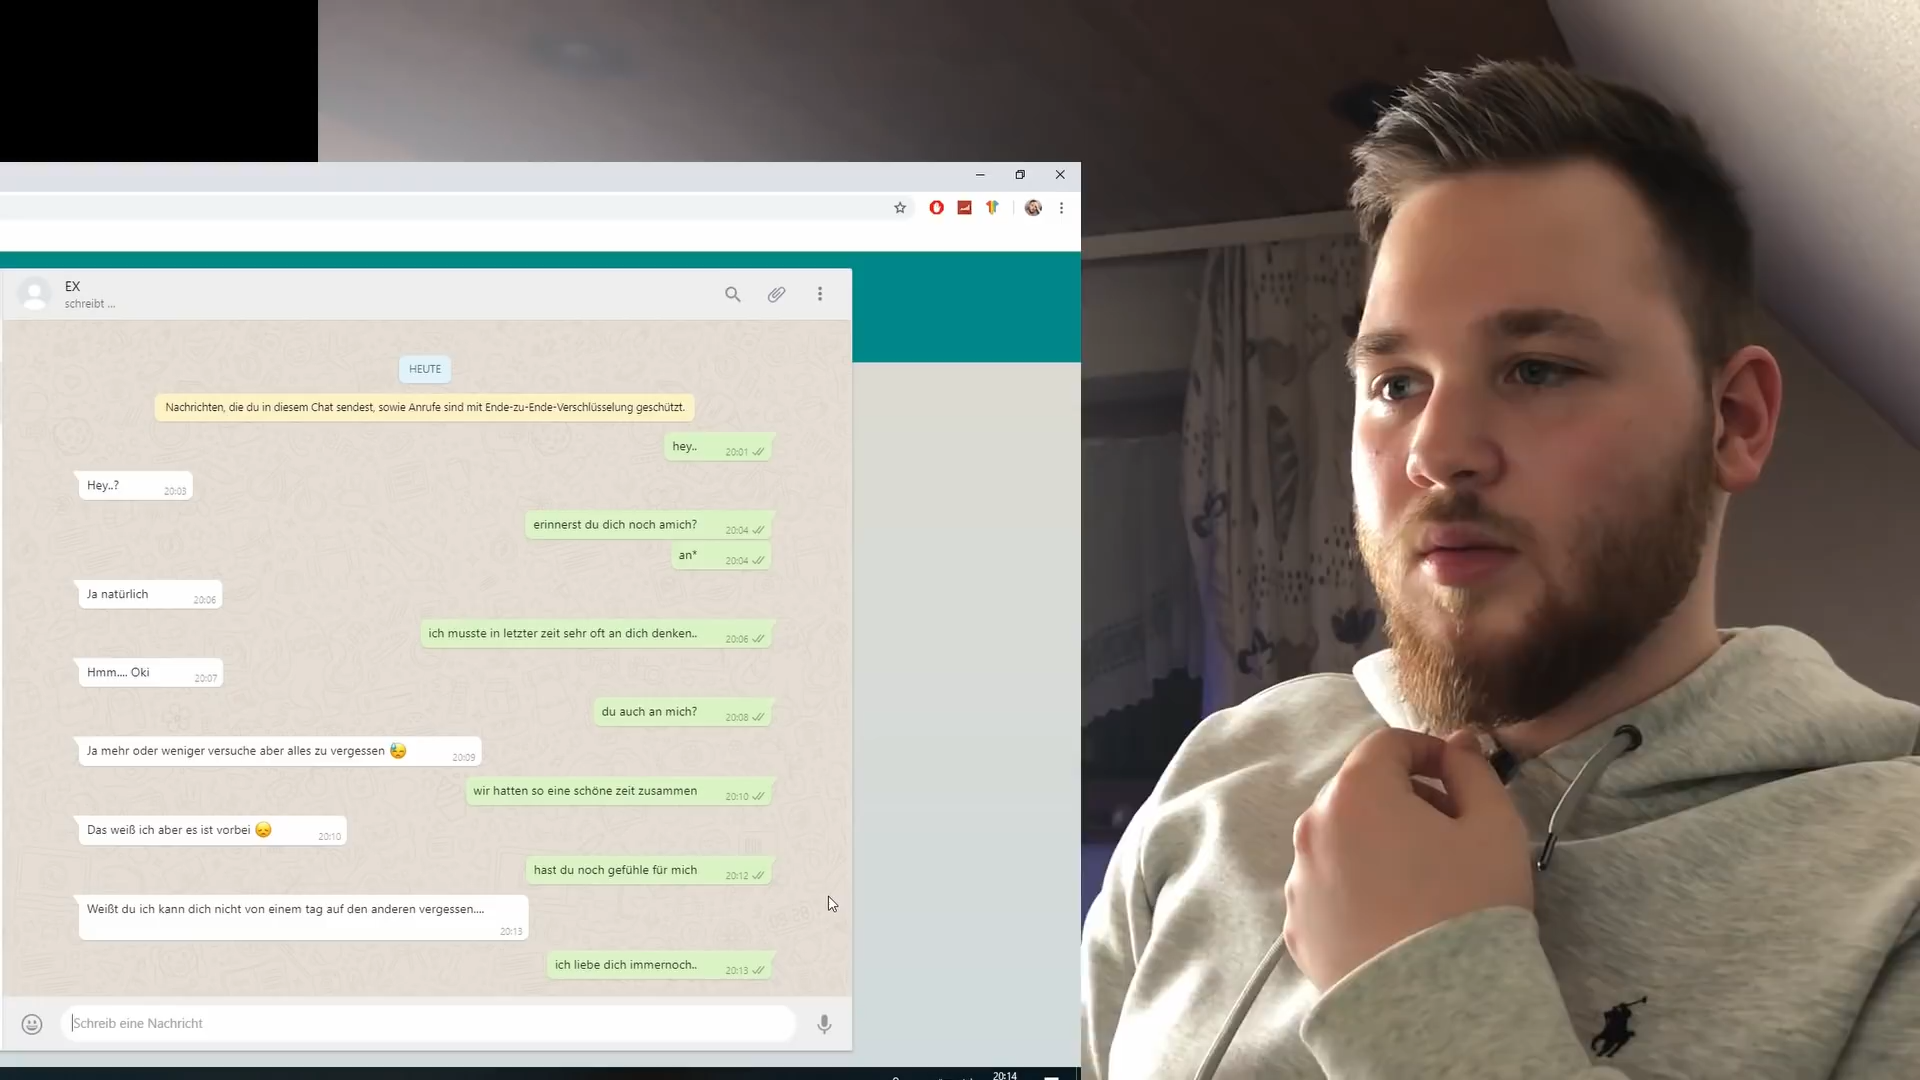 EX
schreibt ...
HEUTE
Nachrichten, die du in diesem Chat sendest, sowie Anrufe sind mit Ende-zu-Ende-Verschlüsselung geschützt.
hey.. 20:01
Hey..? 20:03
erinnerst du dich noch amich? 20:04
an* 20:04
Ja natürlich 20:06
ich musste in letzter zeit sehr oft an dich denken.. 20:06
Hmm.... Oki 20:07
du auch an mich? 20:08
Ja mehr oder weniger versuche aber alles zu vergessen 😓 20:09
wir hatten so eine schöne zeit zusammen 20:10
Das weiß ich aber es ist vorbei 😞 20:10
hast du noch gefühle für mich 20:12
Weißt du ich kann dich nicht von einem tag auf den anderen vergessen....
20:13
ich liebe dich immernoch.. 20:13
Schreib eine Nachricht
20:14